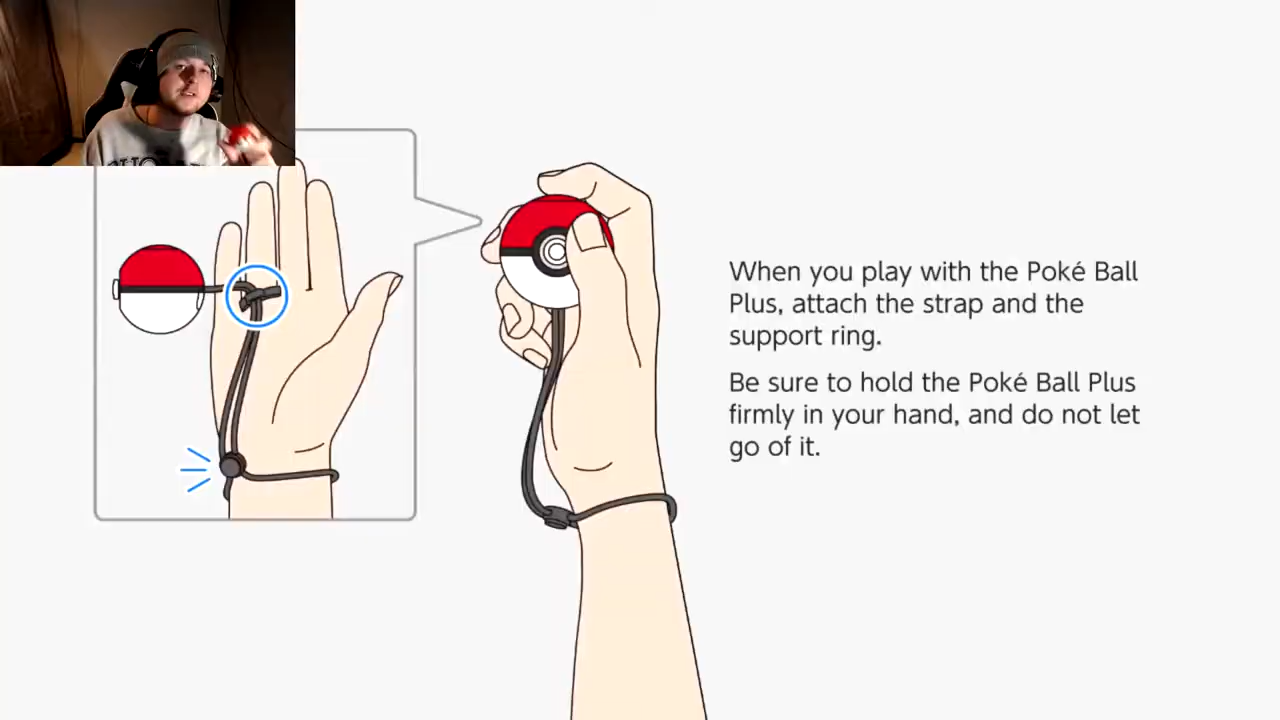 When you play with the Poké Ball
Plus, attach the strap and the
support ring.
Be sure to hold the Poké Ball Plus
firmly in your hand, and do not let
go of it.